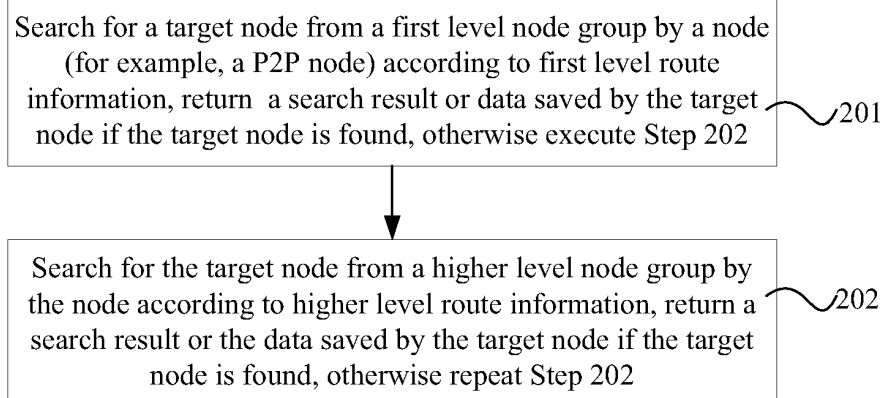 Search for a target node from a first level node group by a node
(for example, a P2P node) according to first level route
information, return a search result or data saved by the target
node if the target node is found, otherwise execute Step 202
201
Search for the target node from a higher level node group by
the node according to higher level route information, return a
search result or the data saved by the target node if the target
node is found, otherwise repeat Step 202
202